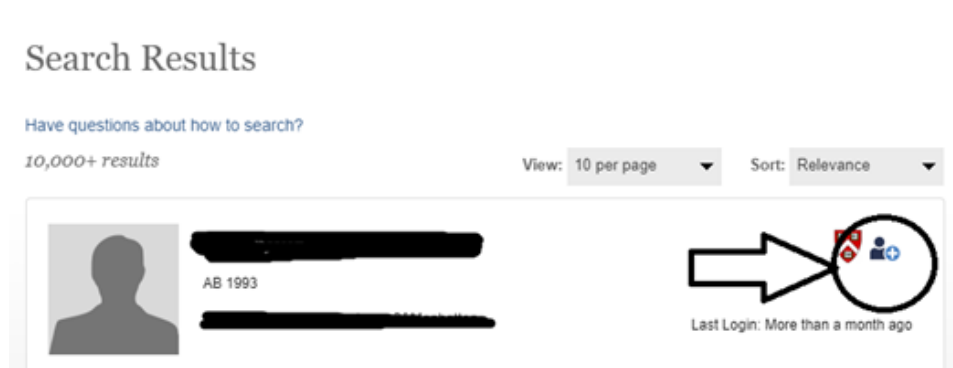 Search Results
Have questions about how to search?
10,000+ results
View: 10 per page Sort: Relevance
AB 1993
Last Login: More than a month ago